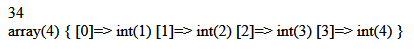 34
array(4) { [0]=> int(1) [1]=> int(2) [2]=> int(3) [3]=> int(4) }